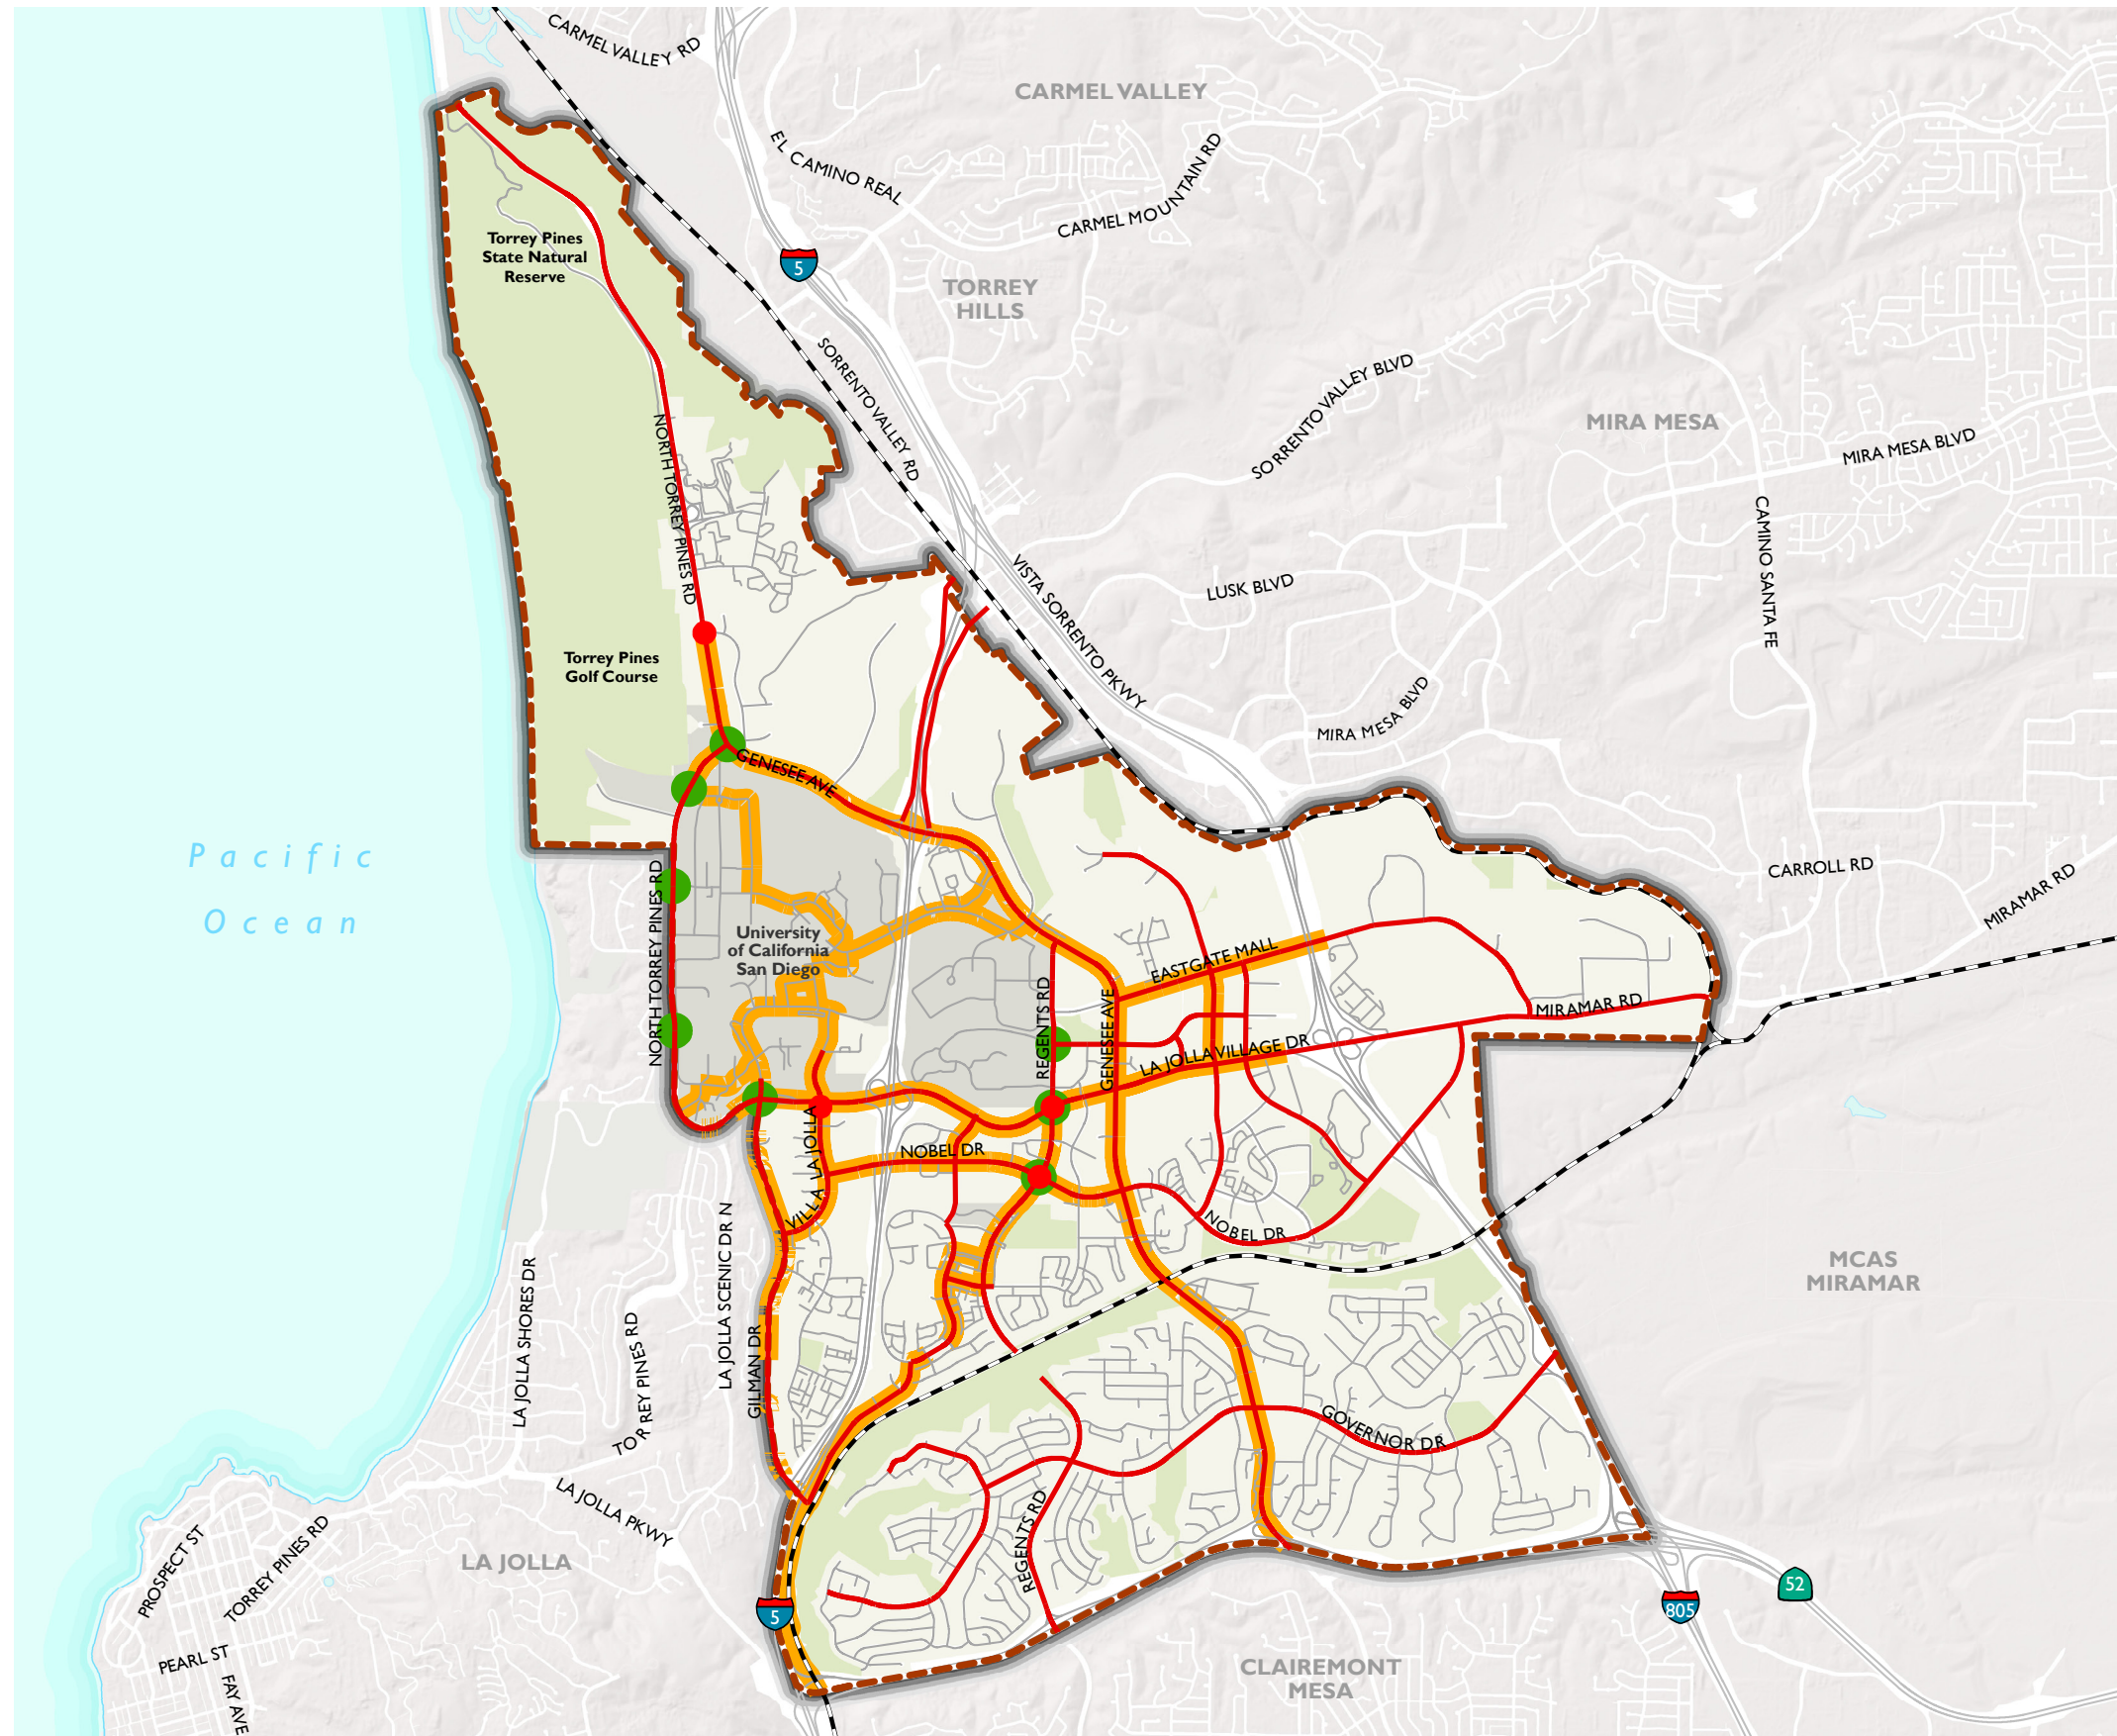 CARMEL VALLEY RD
CARMEL VALLEY
EL CAMINO REAL
CARMEL MOUNTAIN RD
Torrey Pines
State Natural
Reserve
5
TORREY
HILLS
SORRENTO VALLEY RD
SORRENTO VALLEY BLVD
MIRA MESA
MIRA MESA BLVD
NORTH TORREY PINES RD
CAMINO SANTA FE
VISTA SORRENTO PKWY
LUSK BLVD
Torrey Pines
Golf Course
MIRA MESA BLVD
GENESEE AVE
Pacific
Ocean
CARROLL RD
MIRAMAR RD
NORTH TORREY PINES RD
University
of California
San Diego
EASTGATE MALL
REGENTS RD
GENESEE AVE
MIRAMAR RD
LA JOLLA VILLAGE DR
NOBEL DR
VILLA LA JOLLA
NOBEL DR
LA JOLLA SHORES DR
TORREY PINES RD
LA JOLLA SCENIC DR N
GILMAN DR
MCAS
MIRAMAR
GOVERNOR DR
LA JOLLA PKWY
REGENTS RD
PROSPECT ST
TORREY PINES RD
LA JOLLA
5
52
805
PEARL ST
FAY AVE
CLAIREMONT
MESA